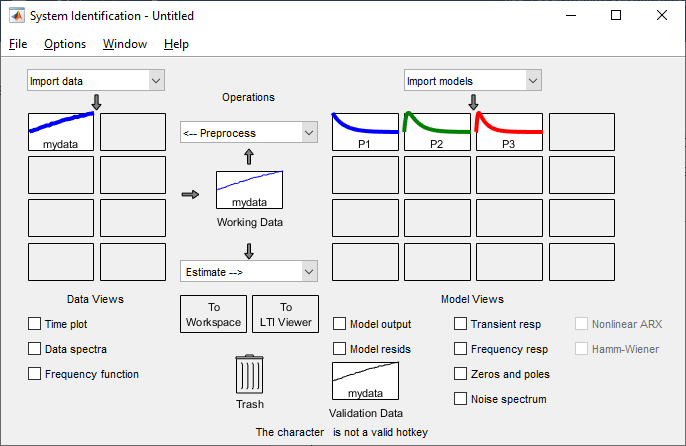 System Identification - Untitled
File Options Window Help
Import data
Import models
Operations
<-- Preprocess
mydata
P1
P2
P3
mydata
Working Data
Estimate -->
Data Views
To
Workspace
To
LTI Viewer
Model Views
Time plot
Data spectra
Frequency function
Model output
Model resids
Transient resp
Frequency resp
Zeros and poles
Noise spectrum
Nonlinear ARX
Hamm-Wiener
Trash
mydata
Validation Data
The character   is not a valid hotkey